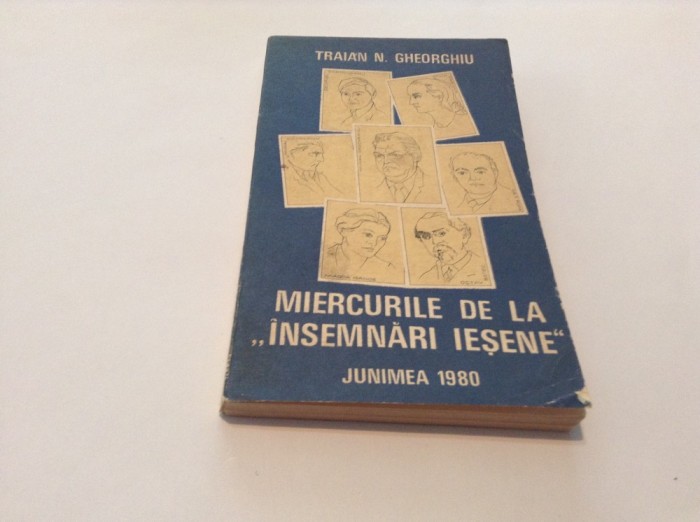 TRAIAN N. GHEORGHIU
MIERCURILE DE LA
„ÎNSEMNĂRI IEȘENE“
JUNIMEA 1980